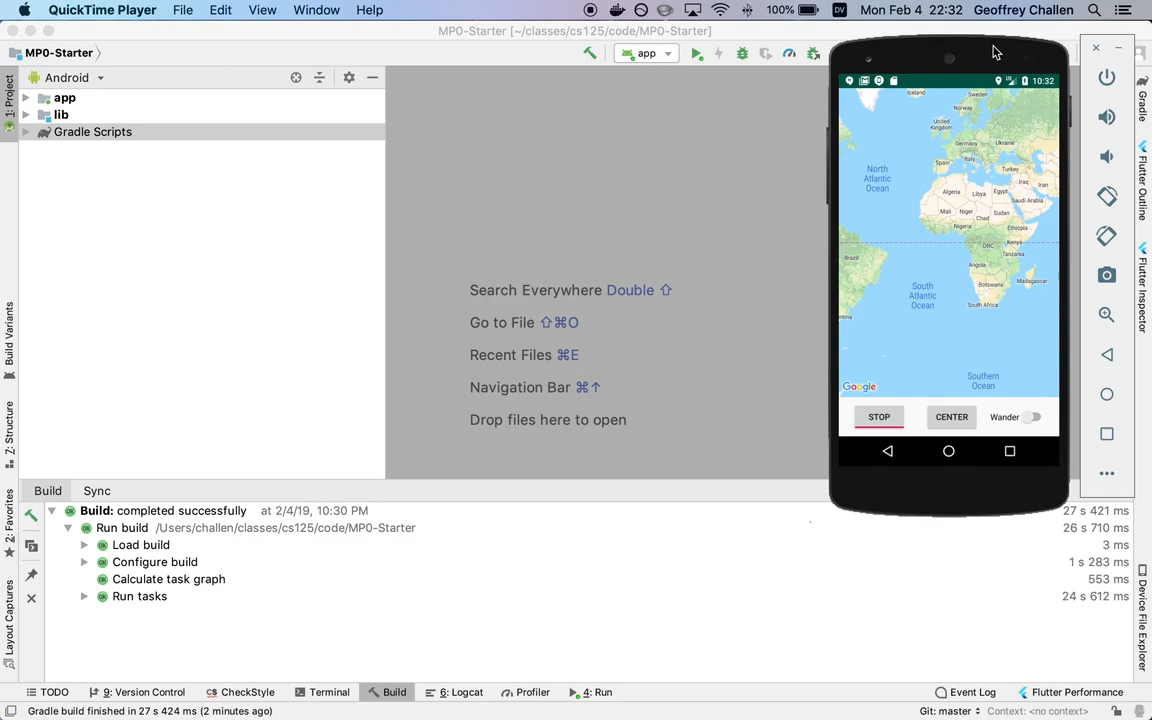 QuickTime Player File Edit View Window Help 100% DV Mon Feb 4 22:32 Geoffrey Challen
MP0-Starter [~/classes/cs125/code/MP0-Starter]
MP0-Starter
app
Android
1: Project
app
lib
Gradle Scripts
Build Variants
Z: Structure
2: Favorites
Layout Captures
Search Everywhere Double ⇧
Go to File ⇧⌘O
Recent Files ⌘E
Navigation Bar ⌘↑
Drop files here to open
10:32
Iceland
Sweden
Norway
United
Kingdom
Germany
Ukraine
Spain
Italy
Turkey
North
Atlantic
Ocean
Algeria
Libya
Egypt
Iraq
Iran
Saudi Arabia
Mali
Niger
Chad
Sudan
Nigeria
Ethiopia
DRC
Kenya
Tanzania
Brazil
Angola
Botswana
Madagascar
South
Atlantic
Ocean
South Africa
entina
Southern
Ocean
Google
STOP CENTER Wander
Gradle
Flutter Outline
Flutter Inspector
Device File Explorer
Build Sync
Build: completed successfully at 2/4/19, 10:30 PM 27 s 421 ms
Run build /Users/challen/classes/cs125/code/MP0-Starter 26 s 710 ms
Load build 3 ms
Configure build 1 s 283 ms
Calculate task graph 553 ms
Run tasks 24 s 612 ms
TODO 9: Version Control CS CheckStyle Terminal Build 6: Logcat Profiler 4: Run Event Log Flutter Performance
Gradle build finished in 27 s 424 ms (2 minutes ago) Git: master Context: <no context>